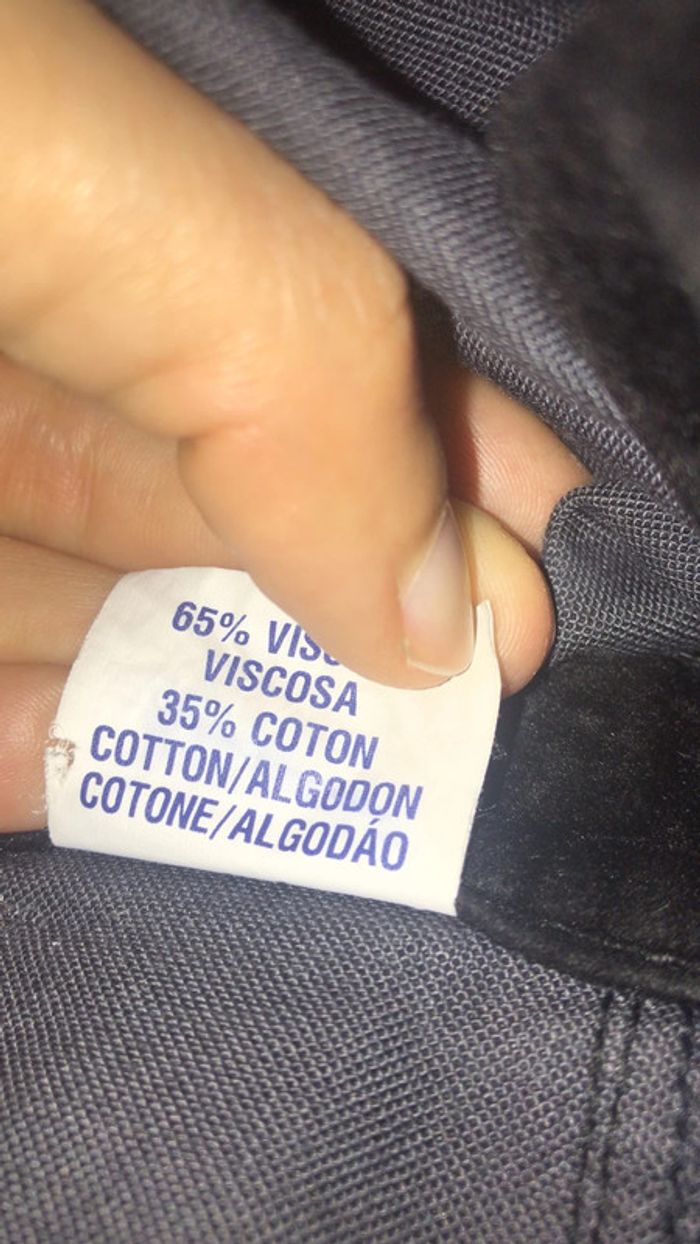 65%
VISCOSA
35% COTON
COTTON/ALGODON
COTONE/ALGODÁO